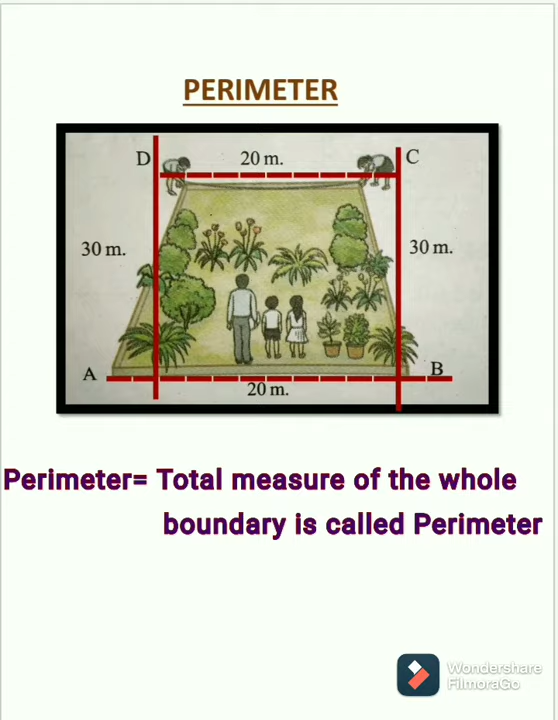 PERIMETER
D 20 m. C
30 m. 30 m.
A B
20 m.
Perimeter= Total measure of the whole
boundary is called Perimeter
Wondershare
FilmoraGo